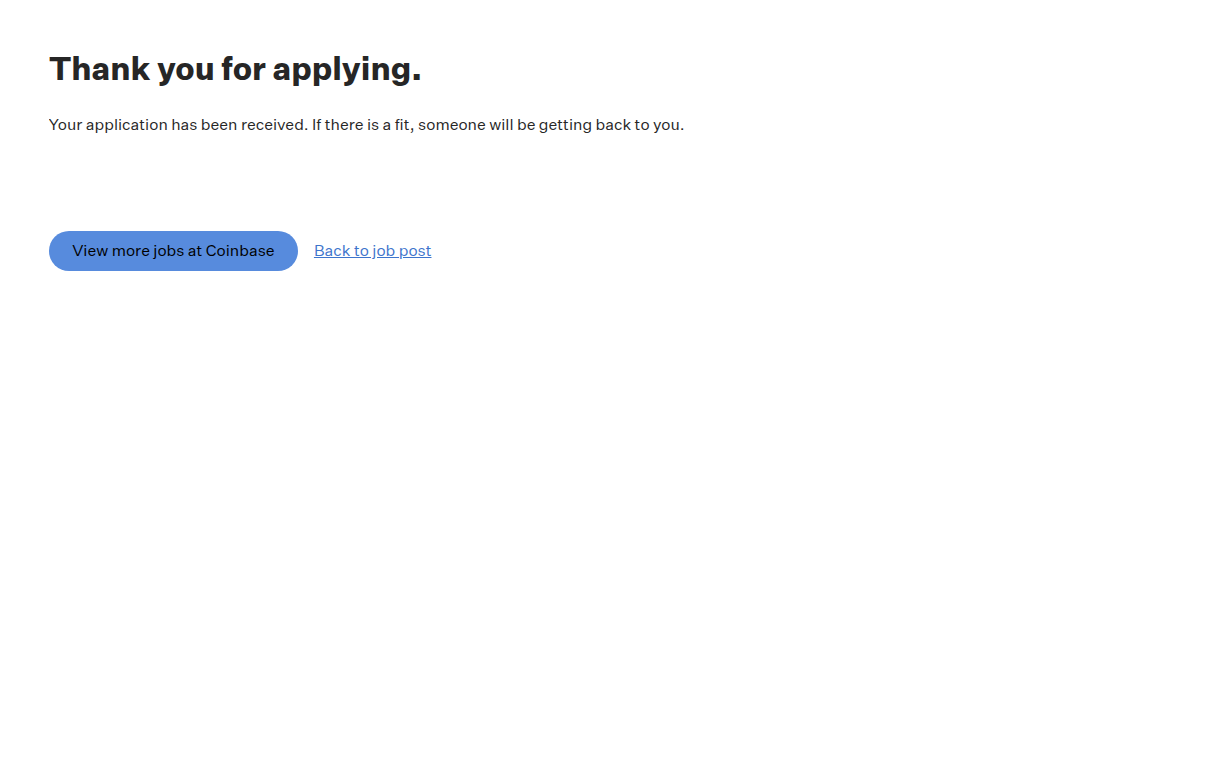 Thank you for applying.
Your application has been received. If there is a fit, someone will be getting back to you.
View more jobs at Coinbase
Back to job post